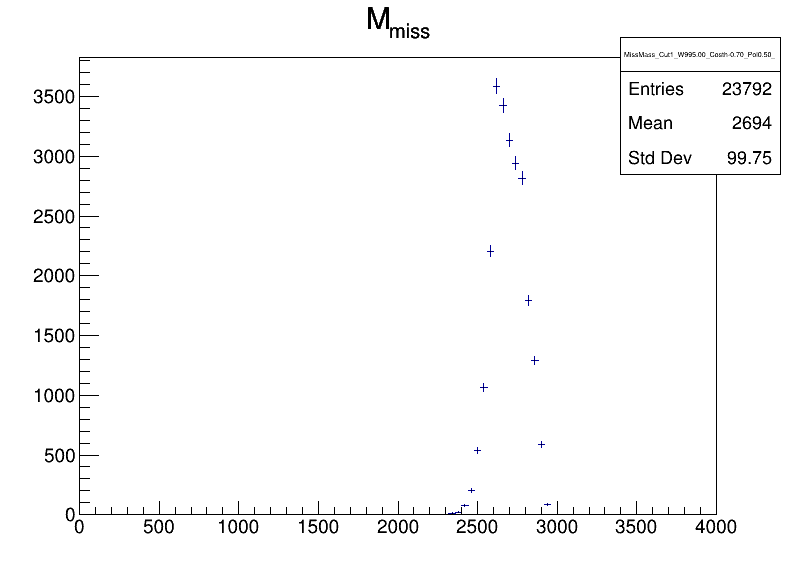 M_miss
MissMass_Cut1_W995.00_Costh-0.70_Pol0.50_
Entries 23792
Mean 2694
Std Dev 99.75
3500
3000
2500
2000
1500
1000
500
0
0 500 1000 1500 2000 2500 3000 3500 4000